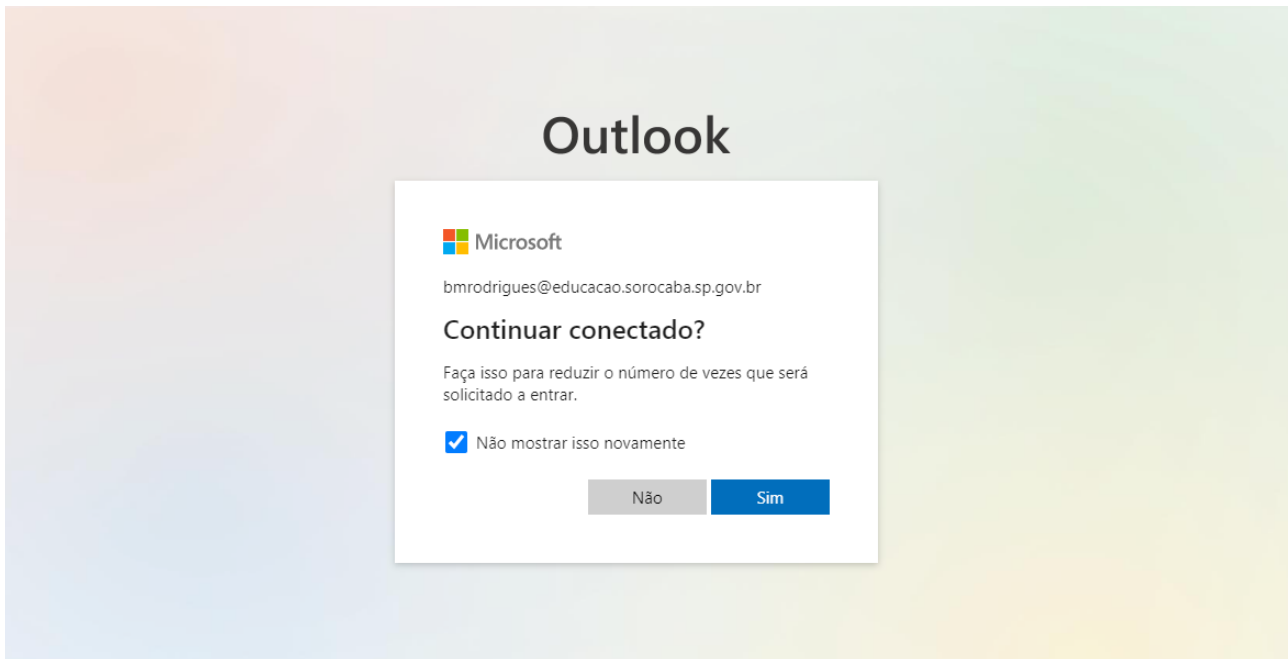 Outlook
Microsoft
bmrodrigues@educacao.sorocaba.sp.gov.br
Continuar conectado?
Faça isso para reduzir o número de vezes que será
solicitado a entrar.
Não mostrar isso novamente
Não
Sim